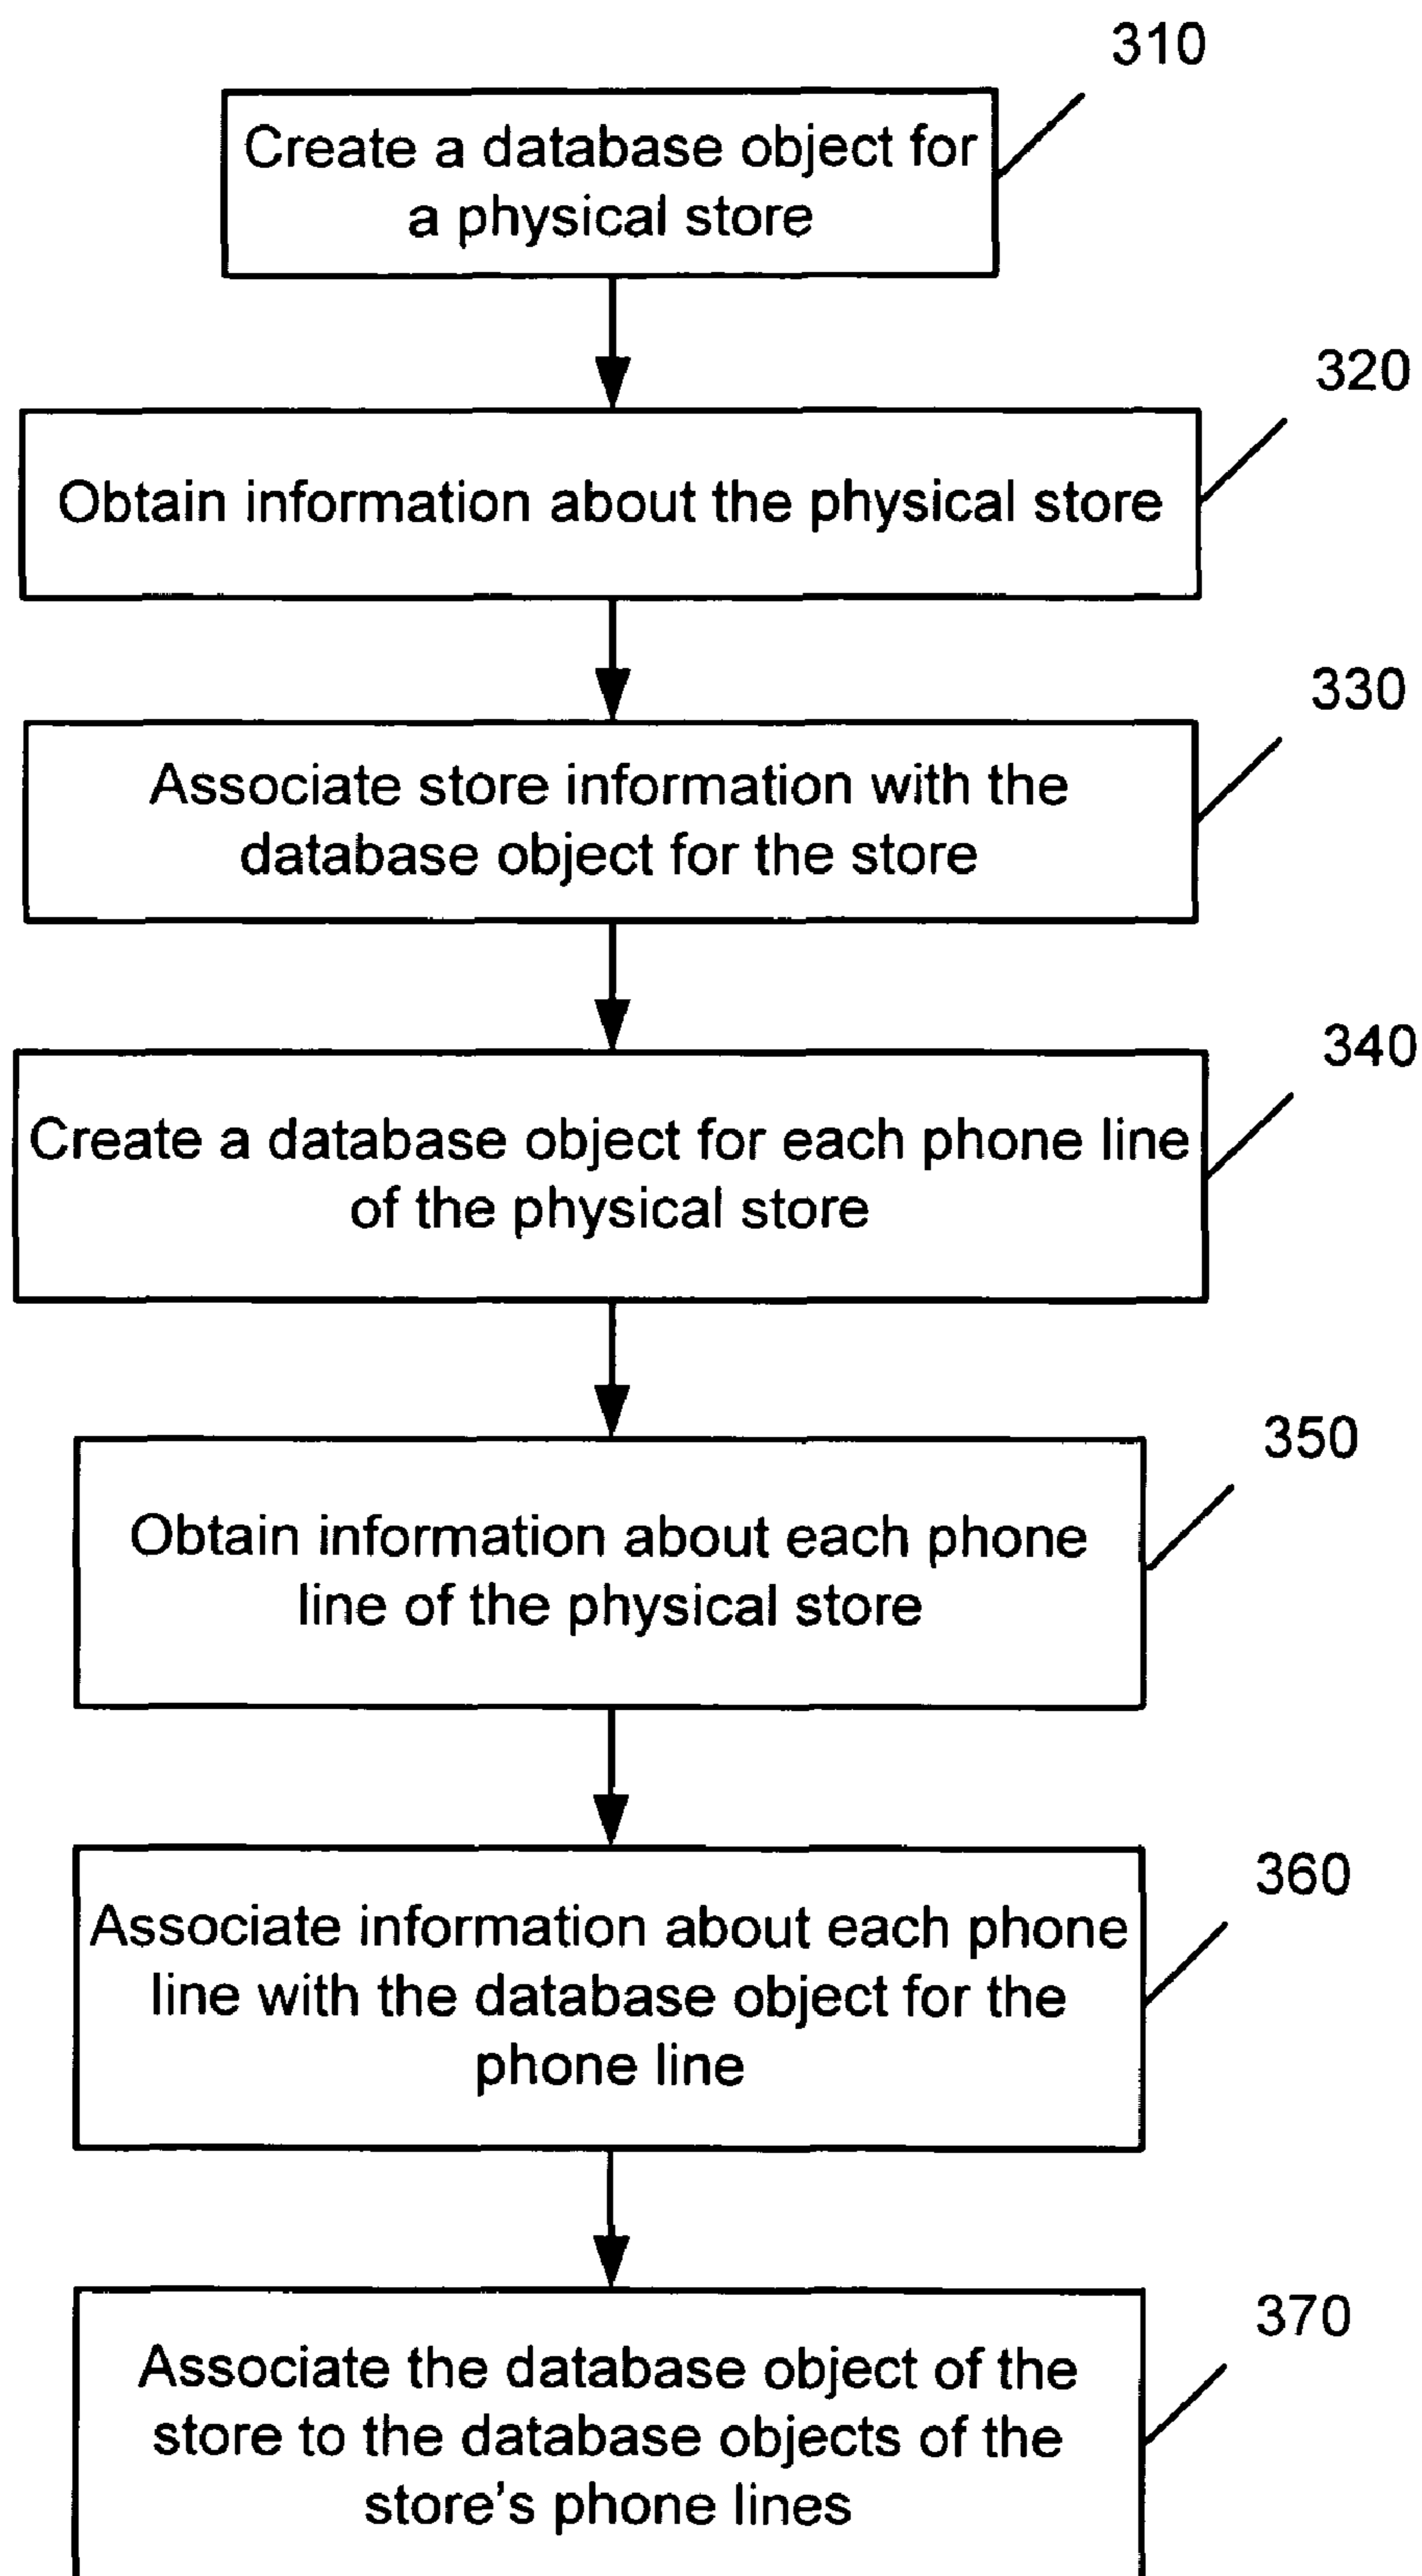 310
Create a database object for
a physical store
320
Obtain information about the physical store
330
Associate store information with the
database object for the store
340
Create a database object for each phone line
of the physical store
350
Obtain information about each phone
line of the physical store
360
Associate information about each phone
line with the database object for the
phone line
370
Associate the database object of the
store to the database objects of the
store's phone lines